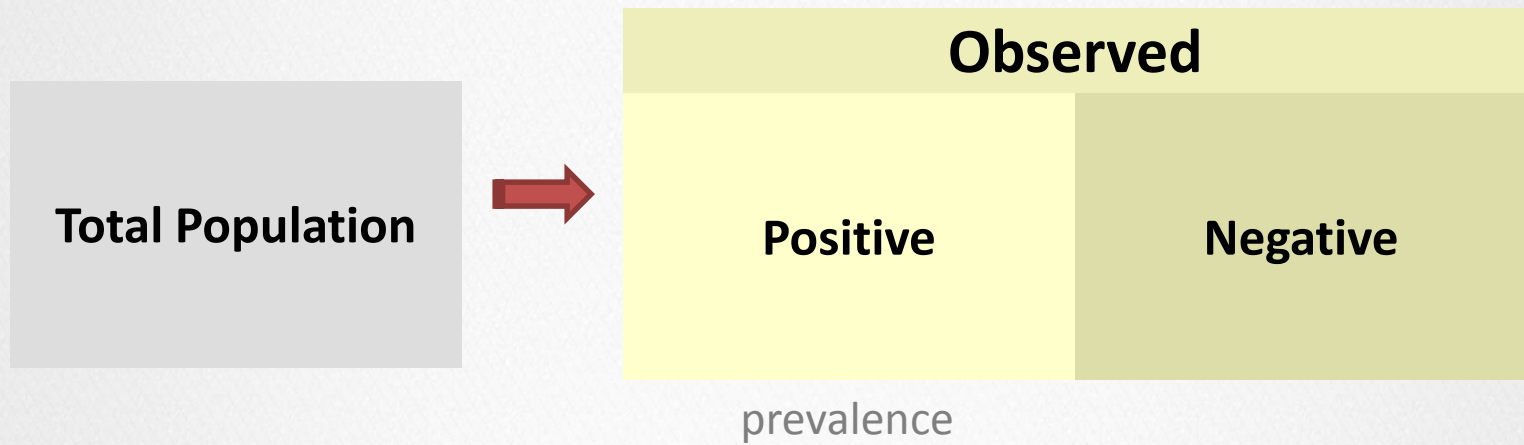 Observed
Total Population
Positive
Negative
prevalence